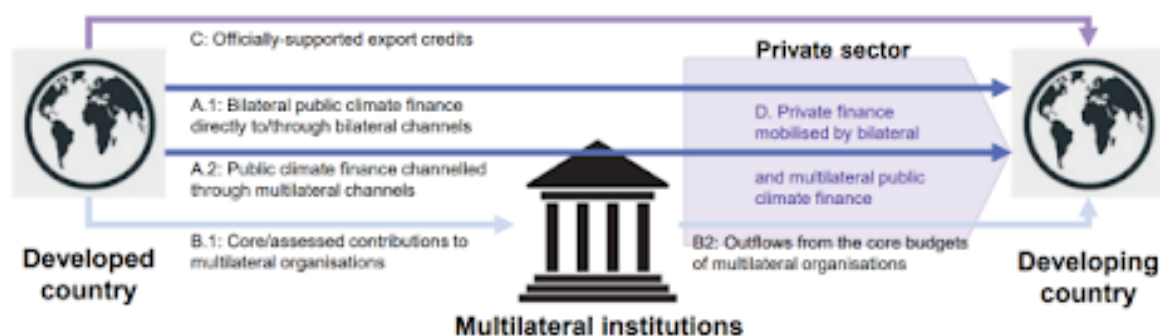 C: Officially-supported export credits
Private sector
A.1: Bilateral public climate finance
directly to/through bilateral channels
D. Private finance
mobilised by bilateral
A.2: Public climate finance channelled
through multilateral channels
and multilateral public
climate finance
B.1: Core/assessed contributions to
multilateral organisations
B2: Outflows from the core budgets
of multilateral organisations
Developed
country
Developing
country
Multilateral institutions